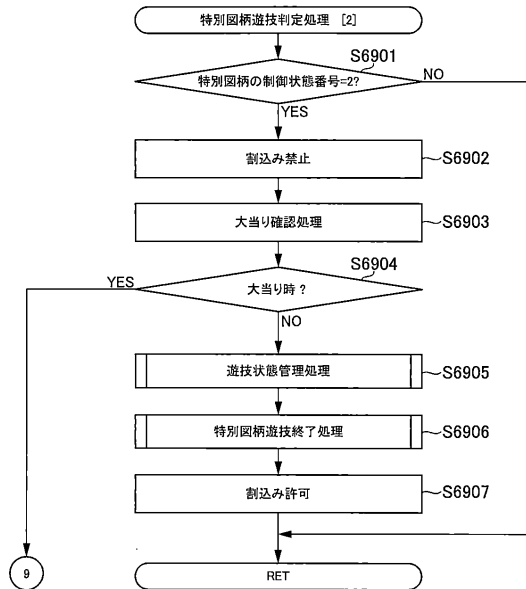 特別図柄遊技判定処理 [2]
S6901
特別図柄の制御状態番号=2?
NO
YES
割込み禁止
S6902
大当り確認処理
S6903
S6904
YES
大当り時？
NO
遊技状態管理処理
S6905
特別図柄遊技終了処理
S6906
割込み許可
S6907
9
RET